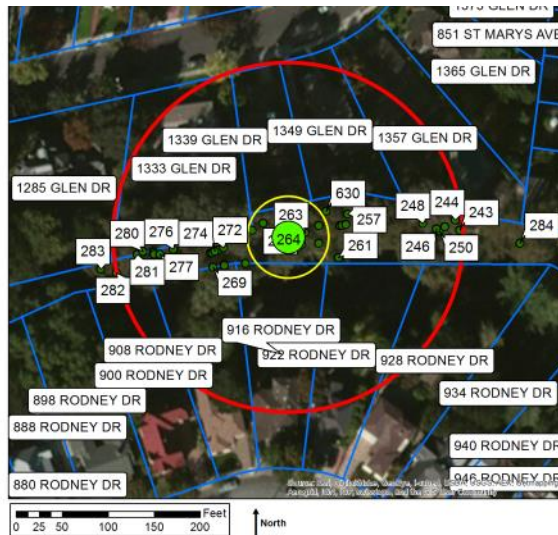 1375 GLEN DR
851 ST MARYS AVE
1365 GLEN DR
1349 GLEN DR
1339 GLEN DR
1357 GLEN DR
1333 GLEN DR
1285 GLEN DR
630
263
257
248
244
243
280
276
274
272
264
284
283
281
277
261
246
250
282
269
916 RODNEY DR
908 RODNEY DR
922 RODNEY DR
928 RODNEY DR
900 RODNEY DR
934 RODNEY DR
898 RODNEY DR
888 RODNEY DR
940 RODNEY DR
880 RODNEY DR
946 RODNEY DR
Feet
0 25 50 100 150 200
North